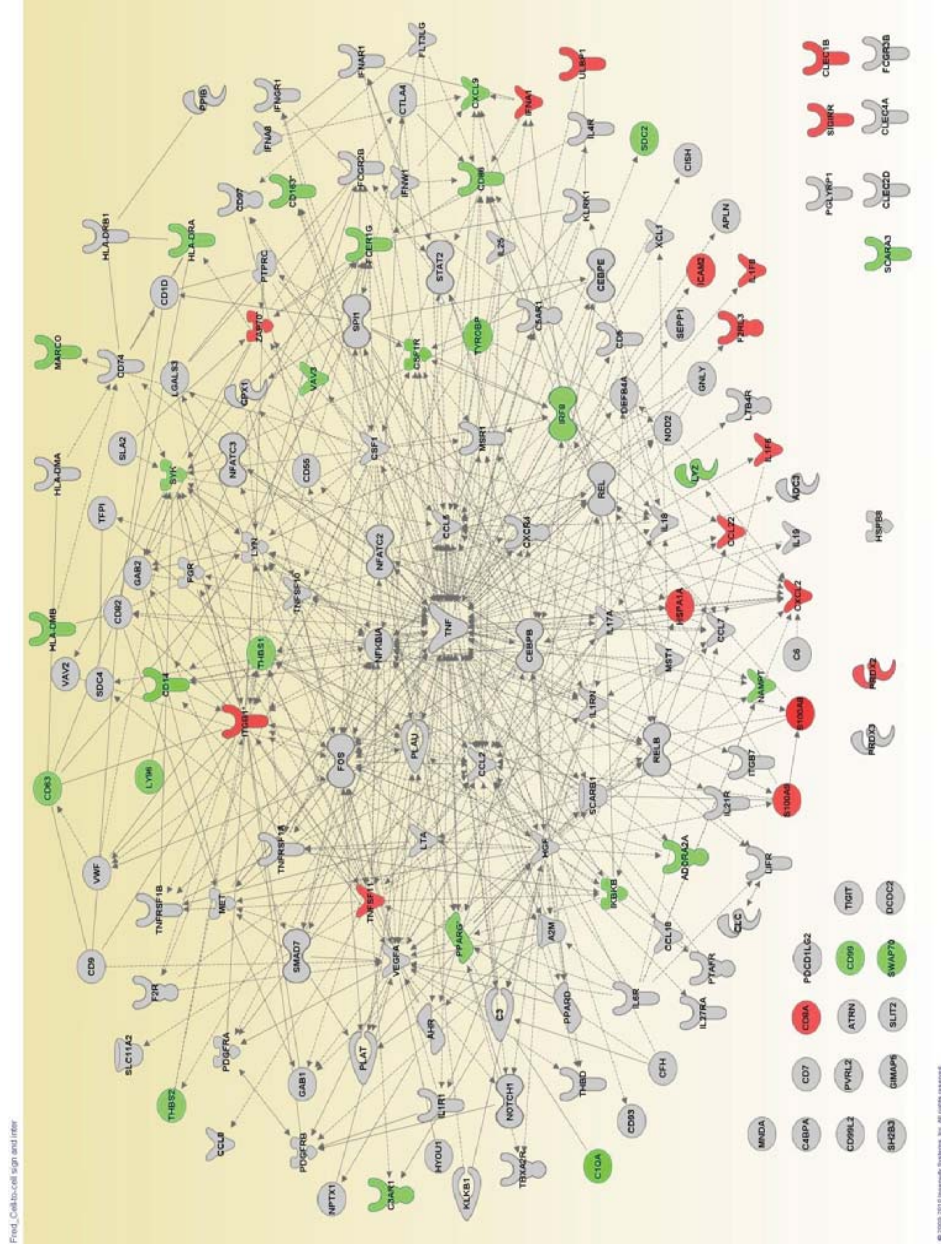 Fred_Cell-to-cell sign and inter
CD63
HLA-DMB
HLA-DMA
MARCO
VAV2
CD9
VWF
SDC4
TFPI
HLA-DRB1
SLC11A2
F2R
TNFRSF1B
LY96
CD82
SLA2
CD74
PPIB
THBS2
GAB2
CD14
SYK
LGALS3
CD1D
HLA-DRA
CCL8
PDGFRA
MET
FGR
CPX1
CD97
IFNGR1
IFNA8
NFATC3
ZAP70
PTPRC
ITGB1
THBS1
LYN
NPTX1
PDGFRB
GAB1
SMAD7
TNFRSF1A
TNFSF10
CD55
VAV3
CD163*
IFNAR1
FOS
SPI1
FCER1G
FCGR2B
C3AR1
PLAT
TNFSF11
NFKBIA
NFATC2
CSF1
VEGFA
PLAU
CSF1R
IFNW1
CTLA4
FLT3LG
HYOU1
IL1R1
AHR
LTA
STAT2
KLKB1
PPARG
TNF
CCL5
TYROBP
CD86
CXCL9
CCL2
MSR1
IL25
NOTCH1
C3
TBXA2R
A2M
HGF
CEBPB
CXCR4
C5AR1
IFNA1
PPARD
IRF8
THBD
IL1RN
SCARB1
CEBPE
KLRK1
IL4R
ULBP1
C1QA
IKBKB
IL17A
REL
CD5
CD93
IL6R
DEFB4A
SDC2
CFH
RELB
MST1
IL18
XCL1
CCL18
ADORA2A
HSPA1A
NOD2
SEPP1
CISH
IL27RA
PTAFR
IL21R
CCL7
LYZ
GNLY
ICAM2
APLN
CLC
ITGB7
NAMPT
CCL22
LTB4R
F2RL3
IL1F8
LIFR
S100A9
S100A8
C6
CXCL2
IL19
ADC3
IL1F6
MNDA
CD7
CD8A
PDCD1LG2
TIGIT
PRDX3
PRDX2
HSPB8
SCARA3
PGLYRP1
SIGIRR
CLEC1B
C4BPA
PVRL2
ATRN
CD99
DCDC2
CLEC2D
CLEC4A
FCGR3B
CD99L2
SH2B3
GIMAP5
SLIT2
SWAP70